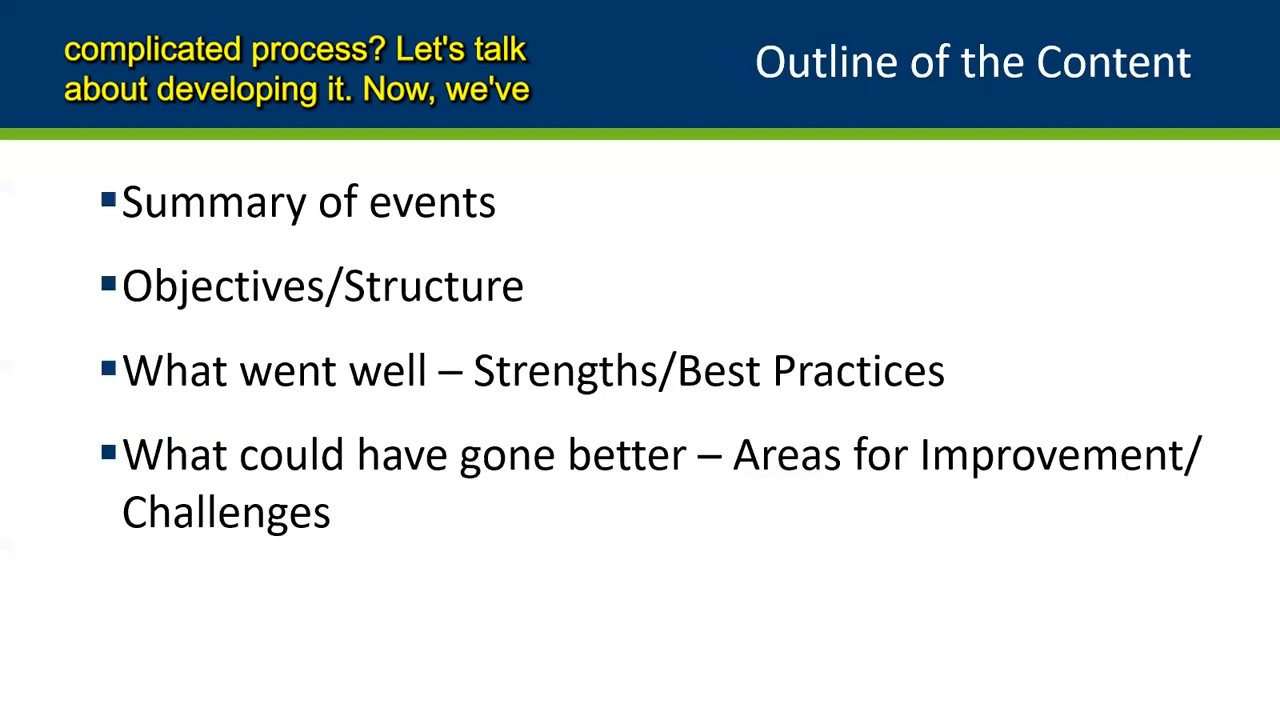 complicated process? Let's talk
about developing it. Now, we've
Outline of the Content
▪Summary of events
▪Objectives/Structure
▪What went well – Strengths/Best Practices
▪What could have gone better – Areas for Improvement/
Challenges